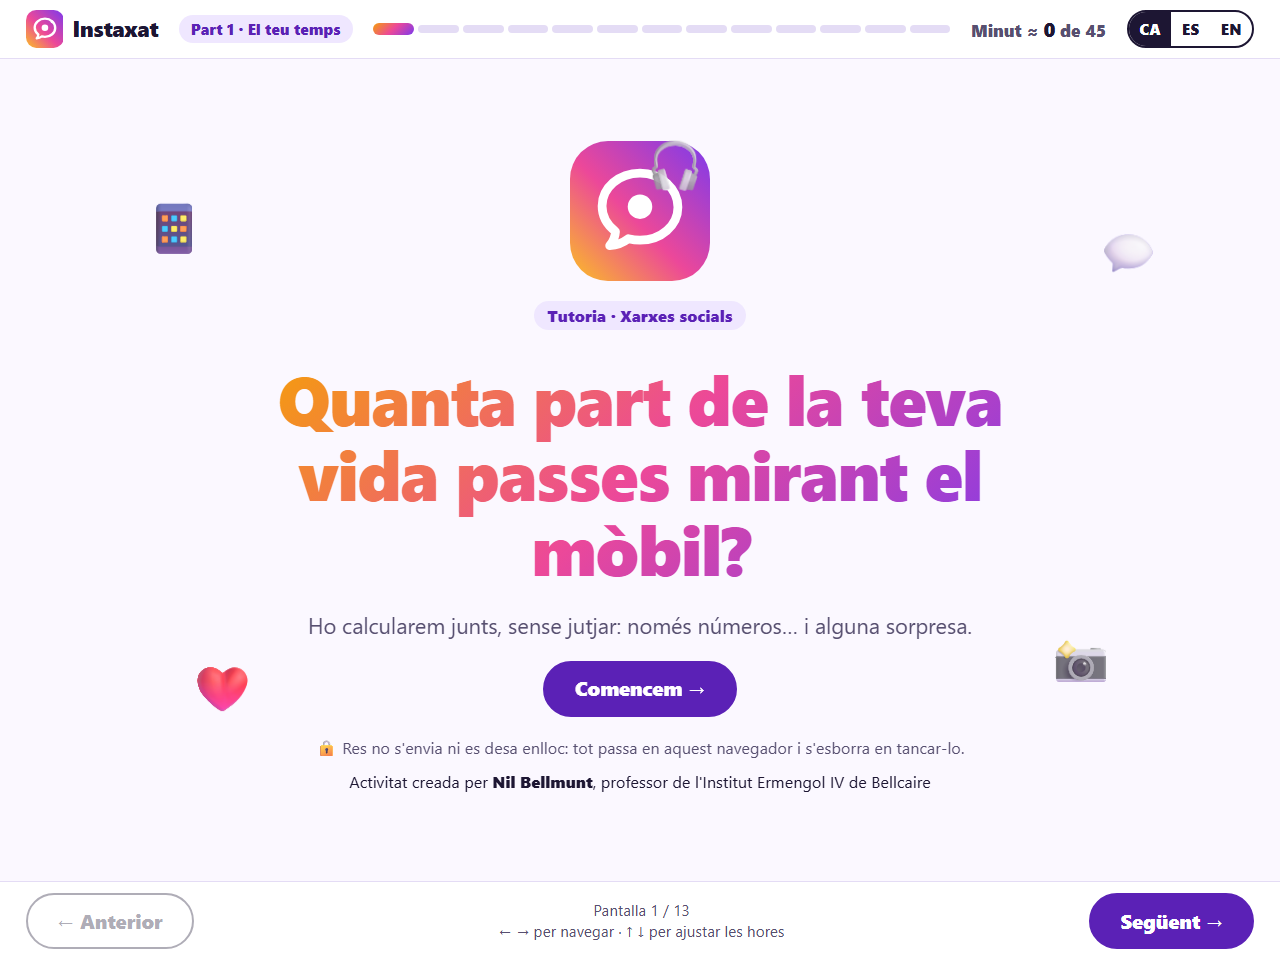 Instaxat
Part 1 · El teu temps
Minut ≈ 0 de 45
CA ES EN
Tutoria · Xarxes socials
Quanta part de la teva
vida passes mirant el
mòbil?
Ho calcularem junts, sense jutjar: només números… i alguna sorpresa.
Comencem →
Res no s'envia ni es desa enlloc: tot passa en aquest navegador i s'esborra en tancar-lo.
Activitat creada per Nil Bellmunt, professor de l'Institut Ermengol IV de Bellcaire
← Anterior
Pantalla 1 / 13
← → per navegar · ↑ ↓ per ajustar les hores
Següent →